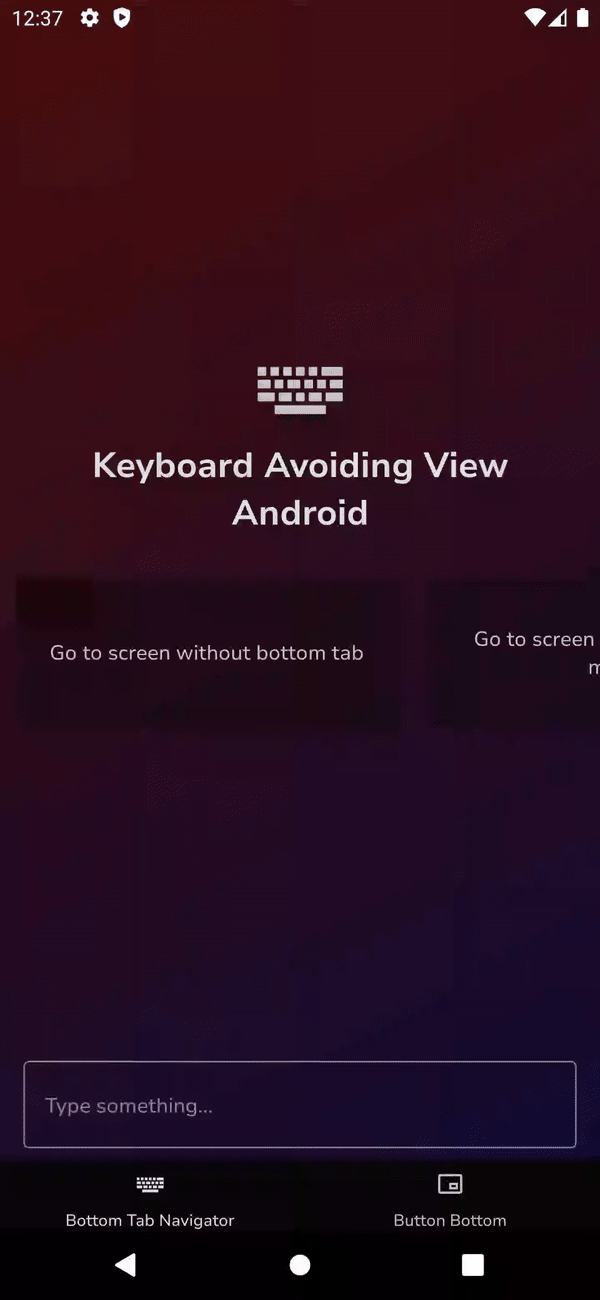 12:37
Keyboard Avoiding View
Android
Go to screen without bottom tab
Go to screen
Type something...
Bottom Tab Navigator
Button Bottom